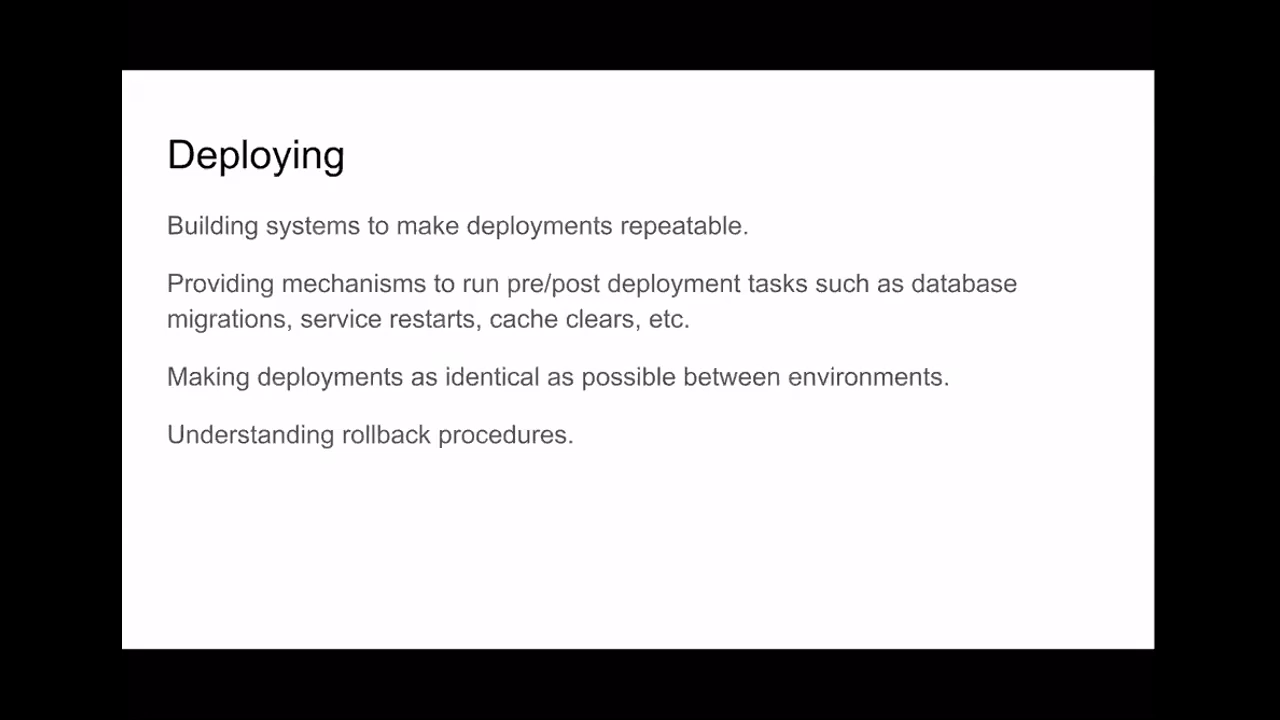 Deploying
Building systems to make deployments repeatable.
Providing mechanisms to run pre/post deployment tasks such as database
migrations, service restarts, cache clears, etc.
Making deployments as identical as possible between environments.
Understanding rollback procedures.